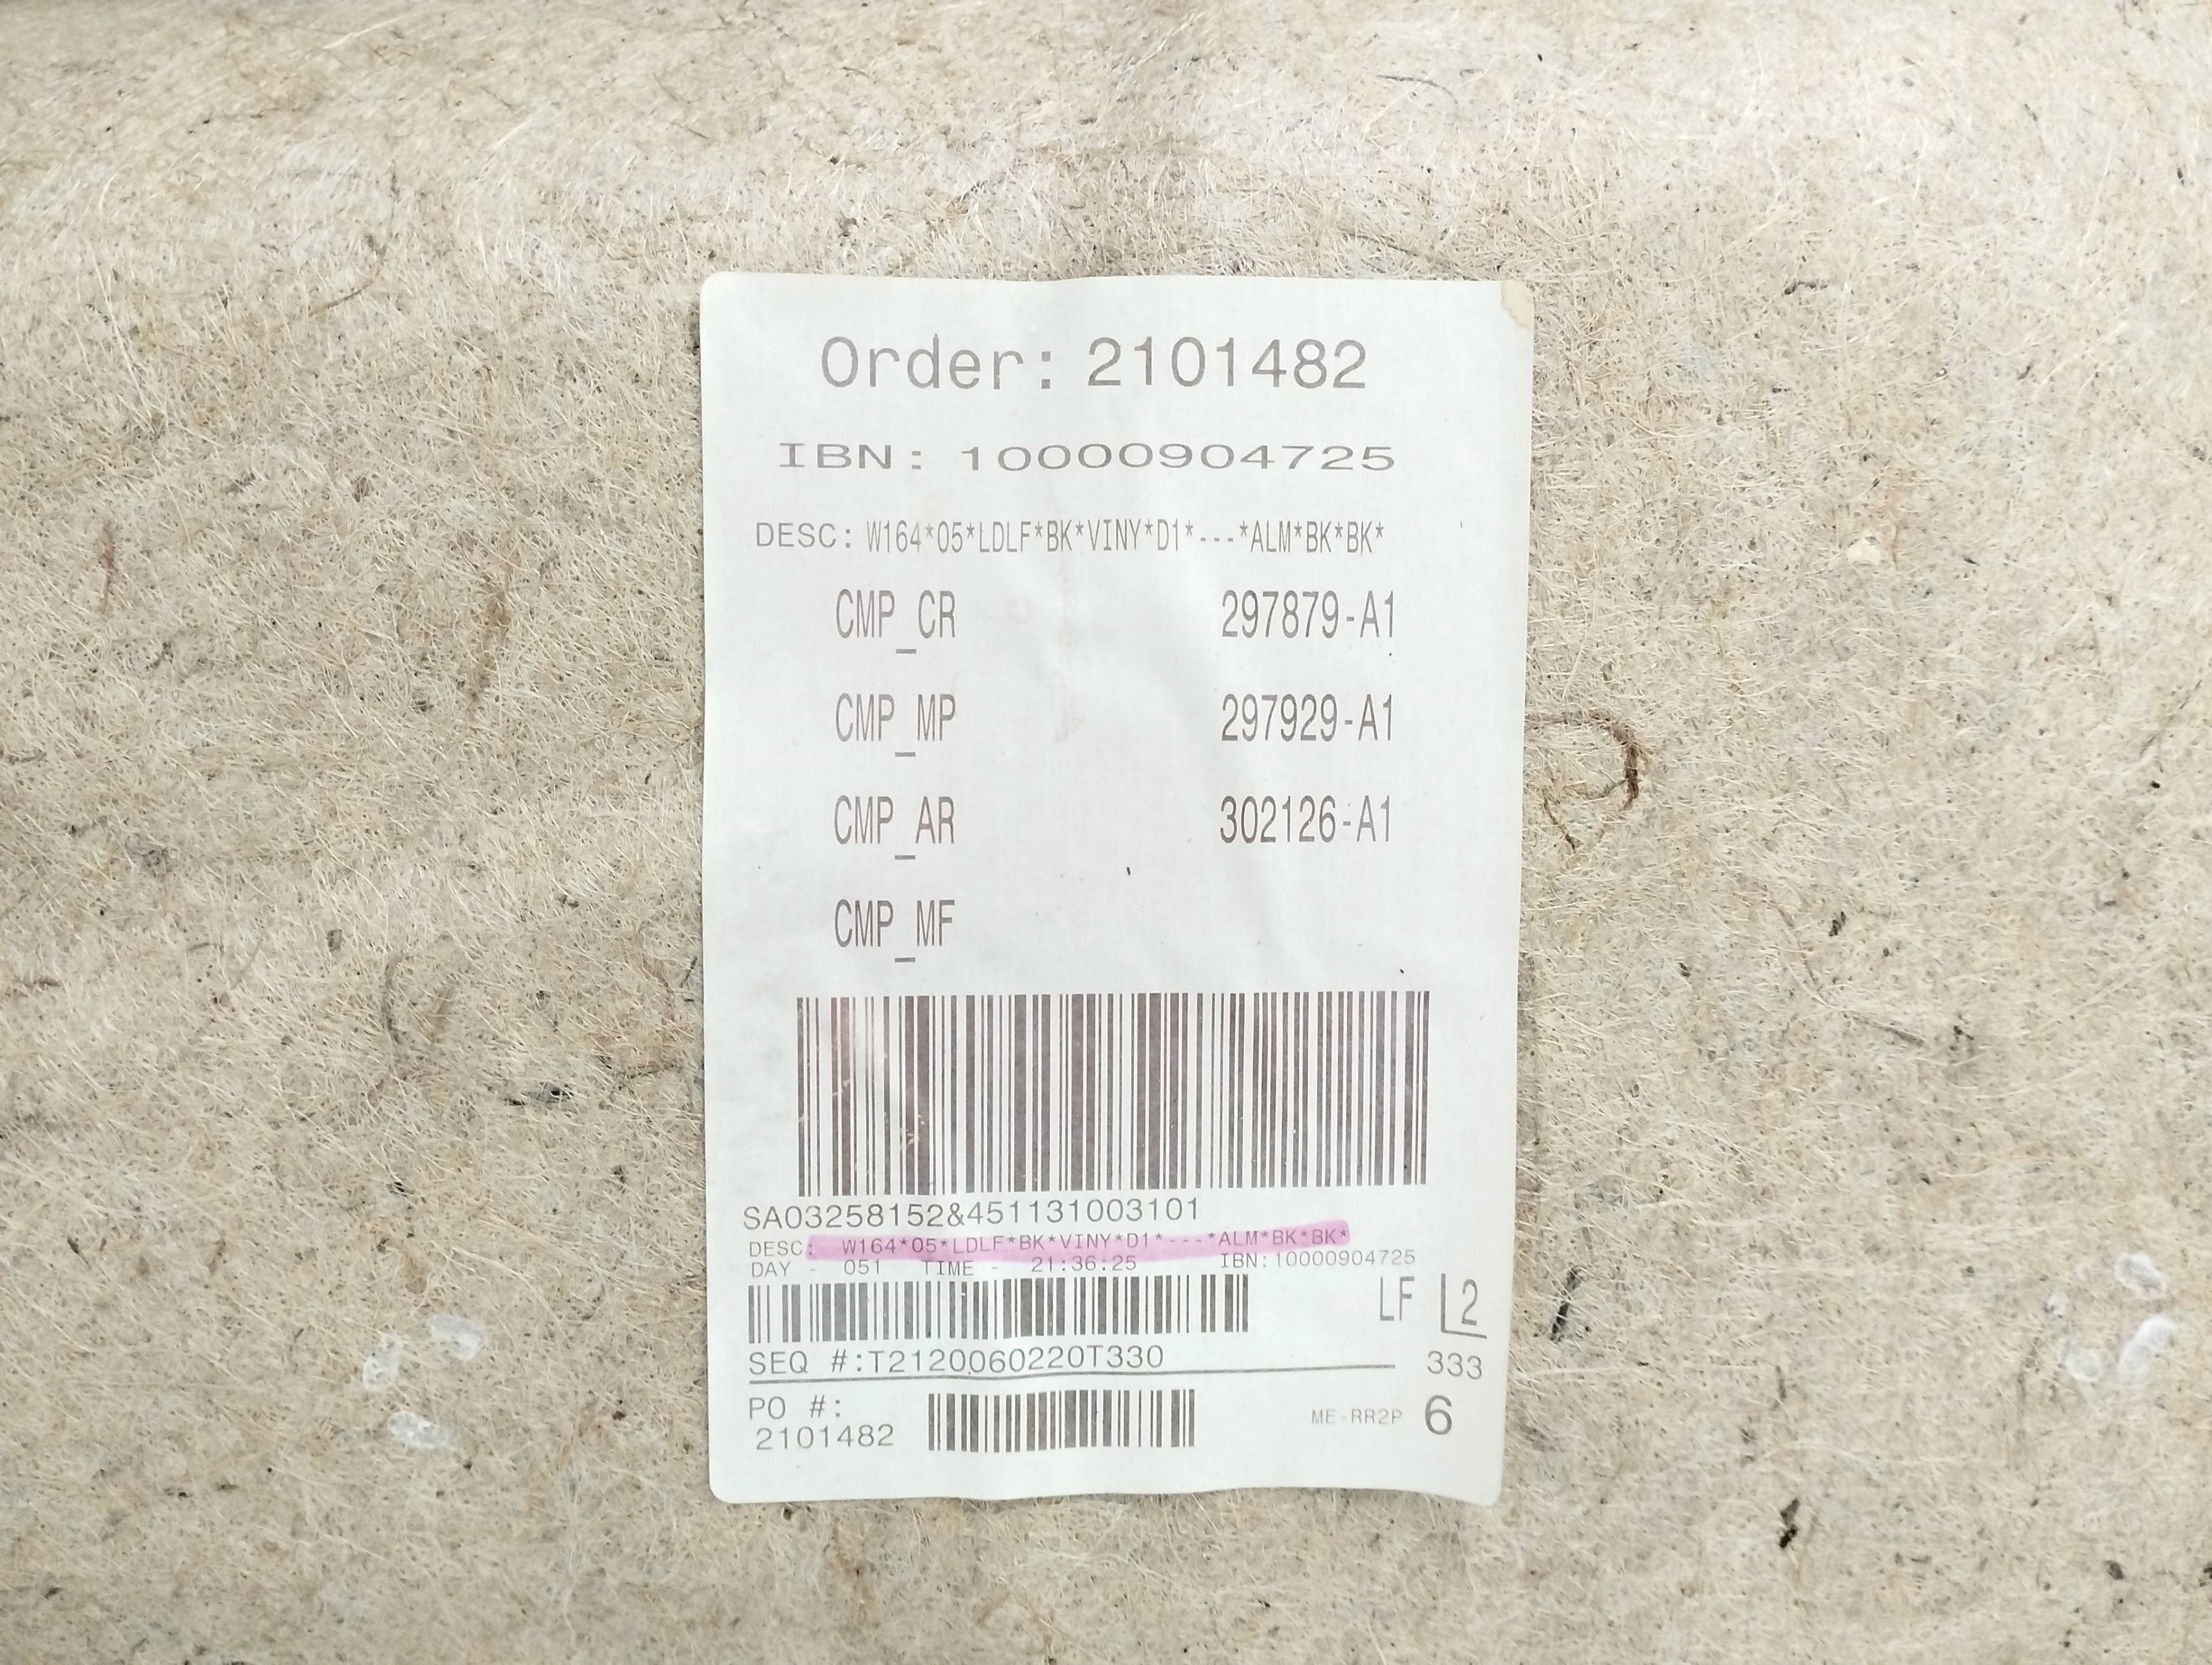 Order: 2101482
IBN: 10000904725
DESC: W164*05*LDLF*BK*VINY*D1*---*ALM*BK*BK*
CMP_CR 297879-A1
CMP_MP 297929-A1
CMP_AR 302126-A1
CMP_MF
SA03258152&451131003101
DESC: W164*05*LDLF*BK*VINY*D1*---*ALM*BK*BK*
DAY - 051 TIME - 21:36:25 IBN:10000904725
LF L2
SEQ #:T2120060220T330 333
PO #:
2101482
ME-RR2P 6